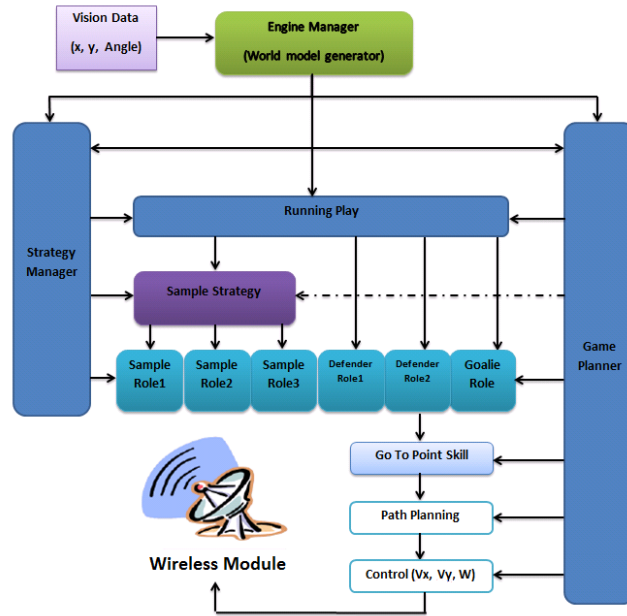 Vision Data
(x, y, Angle)
Engine Manager
(World model generator)
Strategy
Manager
Running Play
Sample Strategy
Sample
Role1
Sample
Role2
Sample
Role3
Defender
Role1
Defender
Role2
Goalie
Role
Game
Planner
Go To Point Skill
Path Planning
Control (Vx, Vy, W)
Wireless Module